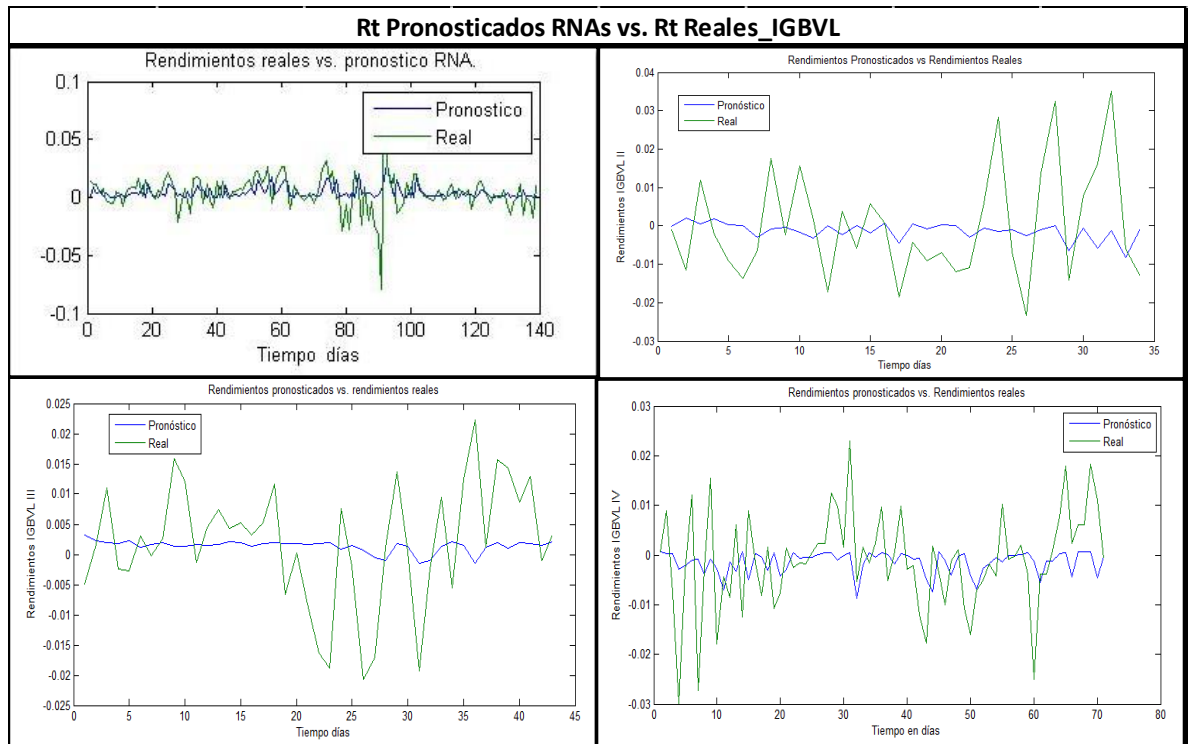 Rt Pronosticados RNAs vs. Rt Reales_IGBVL
Rendimientos reales vs. pronostico RNA.
0.1
0.05
0
-0.05
-0.1
Pronostico
Real
0 20 40 60 80 100 120 140
Tiempo días
Rendimientos Pronosticados vs Rendimientos Reales
Rendimientos IGBVL II
0.04
0.03
0.02
0.01
0
-0.01
-0.02
-0.03
Pronóstico
Real
0 5 10 15 20 25 30 35
Tiempo días
Rendimientos pronosticados vs. rendimientos reales
Rendimientos IGBVL III
0.025
0.02
0.015
0.01
0.005
0
-0.005
-0.01
-0.015
-0.02
-0.025
Pronóstico
Real
0 5 10 15 20 25 30 35 40 45
Tiempo días
Rendimientos pronosticados vs. Rendimientos reales
Rendimientos IGBVL IV
0.03
0.02
0.01
0
-0.01
-0.02
-0.03
Pronóstico
Real
0 10 20 30 40 50 60 70 80
Tiempo en días